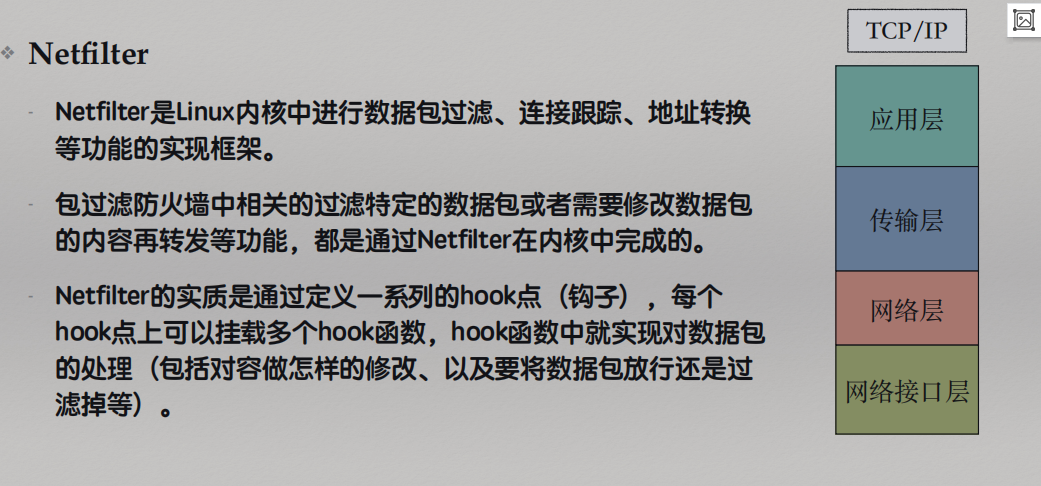 Netfilter
Netfilter是Linux内核中进行数据包过滤、连接跟踪、地址转换
等功能的实现框架。
包过滤防火墙中相关的过滤特定的数据包或者需要修改数据包
的内容再转发等功能，都是通过Netfilter在内核中完成的。
Netfilter的实质是通过定义一系列的hook点（钩子），每个
hook点上可以挂载多个hook函数，hook函数中就实现对数据包
的处理（包括对容做怎样的修改、以及要将数据包放行还是过
滤掉等）。
TCP/IP
应用层
传输层
网络层
网络接口层